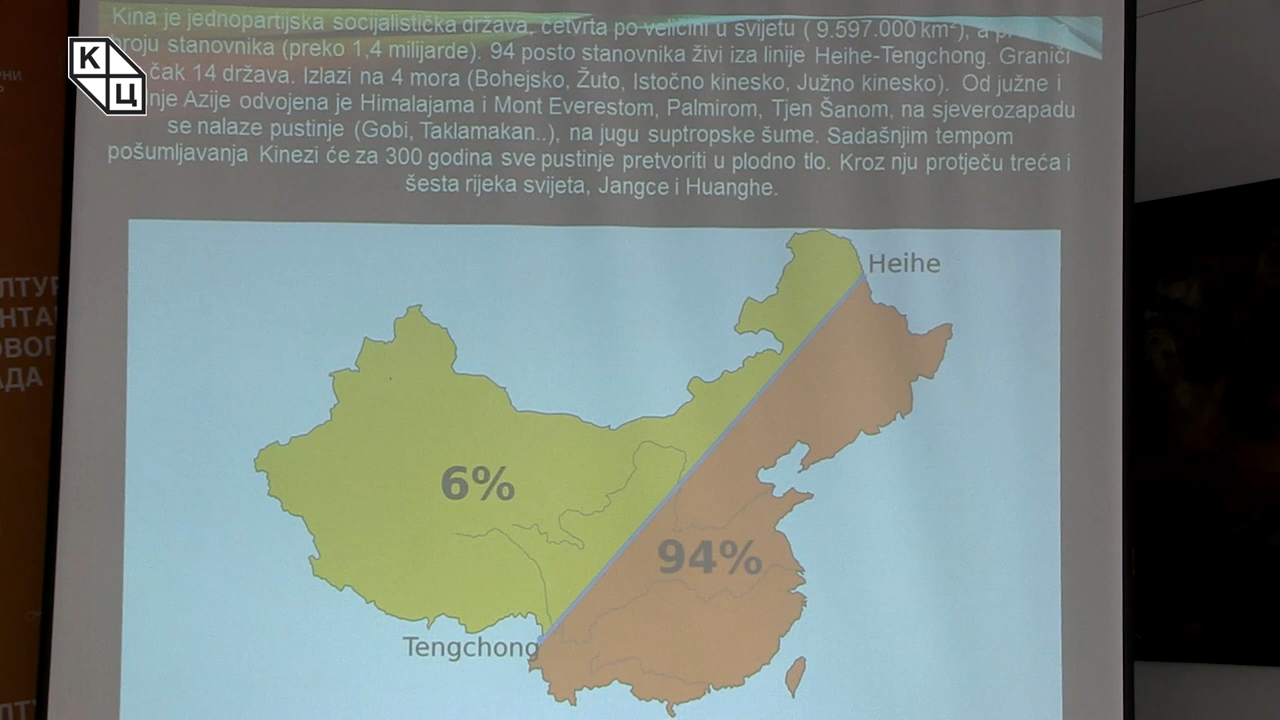 Kina je jednopartijska socijalistička država, četvrta po veličini u svijetu ( 9.597.000 km²), a
broju stanovnika (preko 1,4 milijarde). 94 posto stanovnika živi iza linije Heihe-Tengchong. Graniči
čak 14 država. Izlazi na 4 mora (Bohejsko, Žuto, Istočno kinesko, Južno kinesko). Od južne i
Azije odvojena je Himalajama i Mont Everestom, Palmirom, Tjen Šanom, na sjeverozapadu
se nalaze pustinje (Gobi, Taklamakan..), na jugu suptropske šume. Sadašnjim tempom
pošumljavanja Kinezi će za 300 godina sve pustinje pretvoriti u plodno tlo. Kroz nju protječu treća i
šesta rijeka svijeta, Jangce i Huanghe.
К
Ц
Heihe
6%
94%
Tengchong